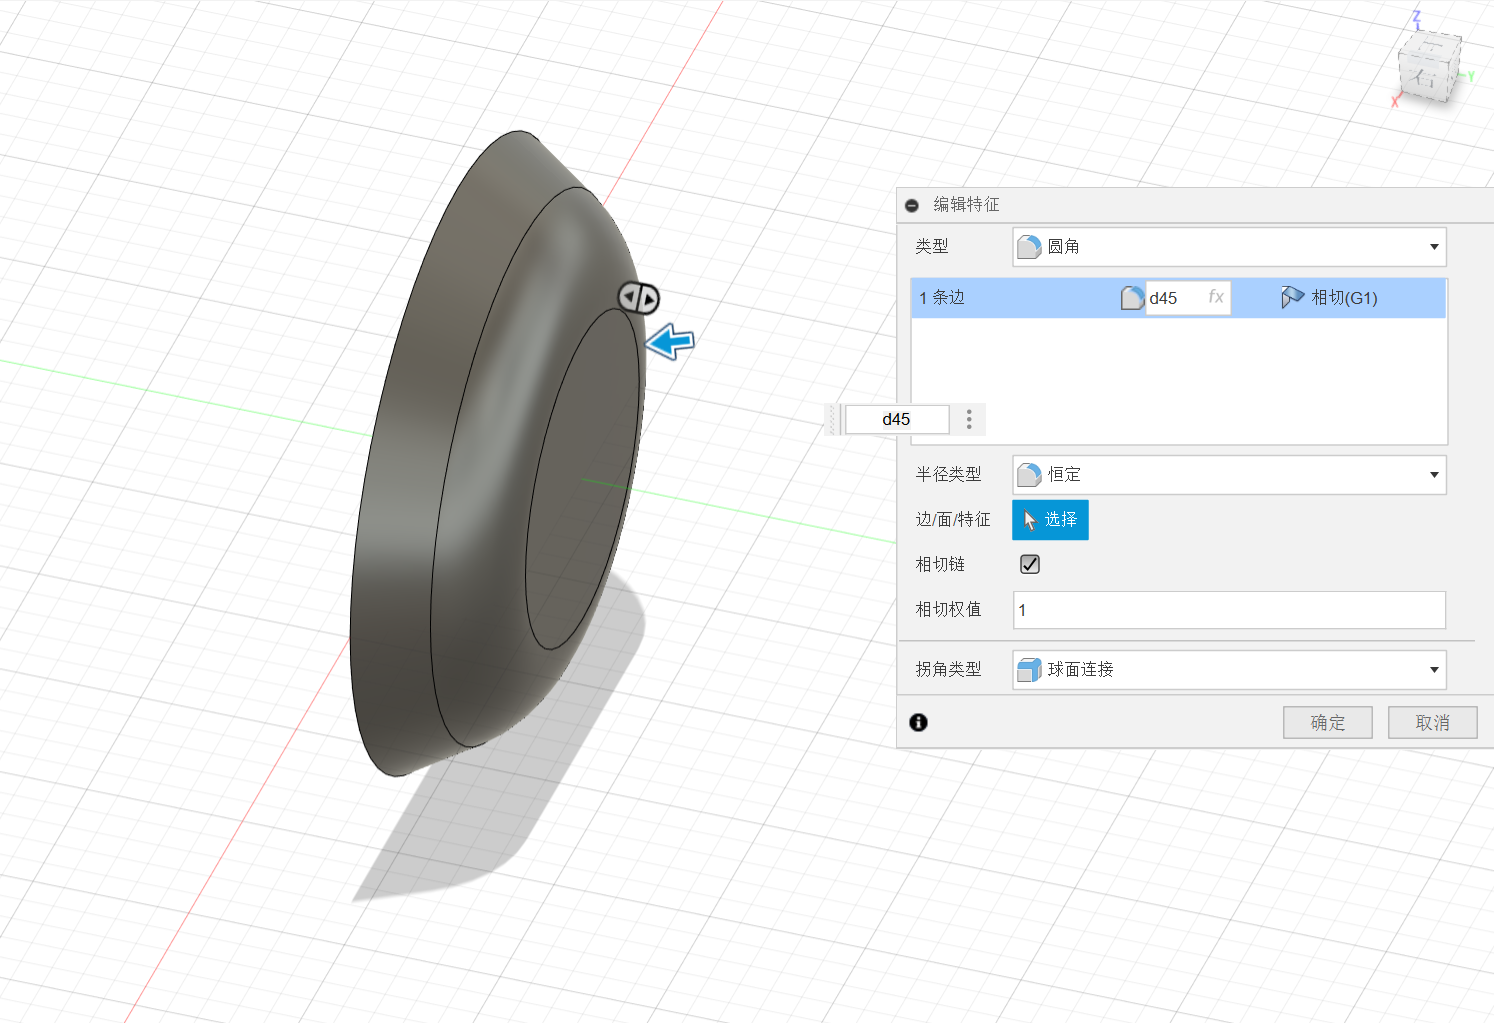 Z
Y
X
编辑特征
类型
圆角
1 条边
d45
fx
相切(G1)
d45
半径类型
恒定
边/面/特征
选择
相切链
相切权值
1
拐角类型
球面连接
确定
取消